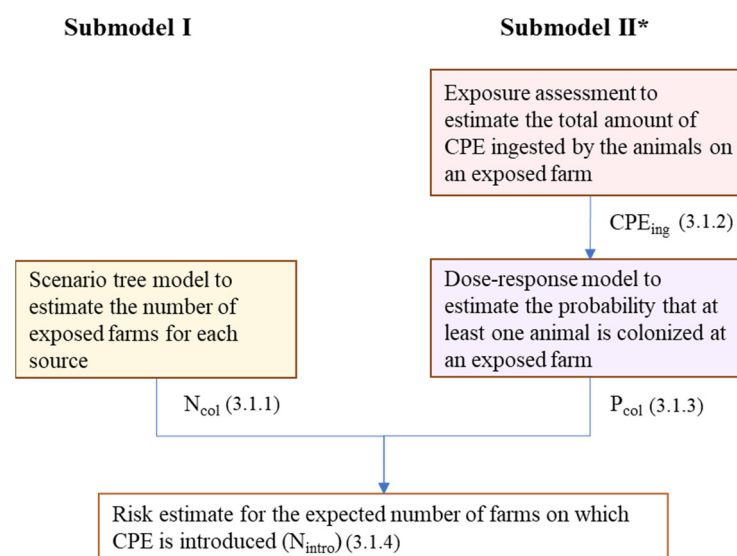 Submodel I
Submodel II*
Exposure assessment to
estimate the total amount of
CPE ingested by the animals on
an exposed farm
CPEing (3.1.2)
Scenario tree model to
estimate the number of
exposed farms for each
source
Dose-response model to
estimate the probability that at
least one animal is colonized at
an exposed farm
Ncol (3.1.1)
Pcol (3.1.3)
Risk estimate for the expected number of farms on which
CPE is introduced (Nintro) (3.1.4)